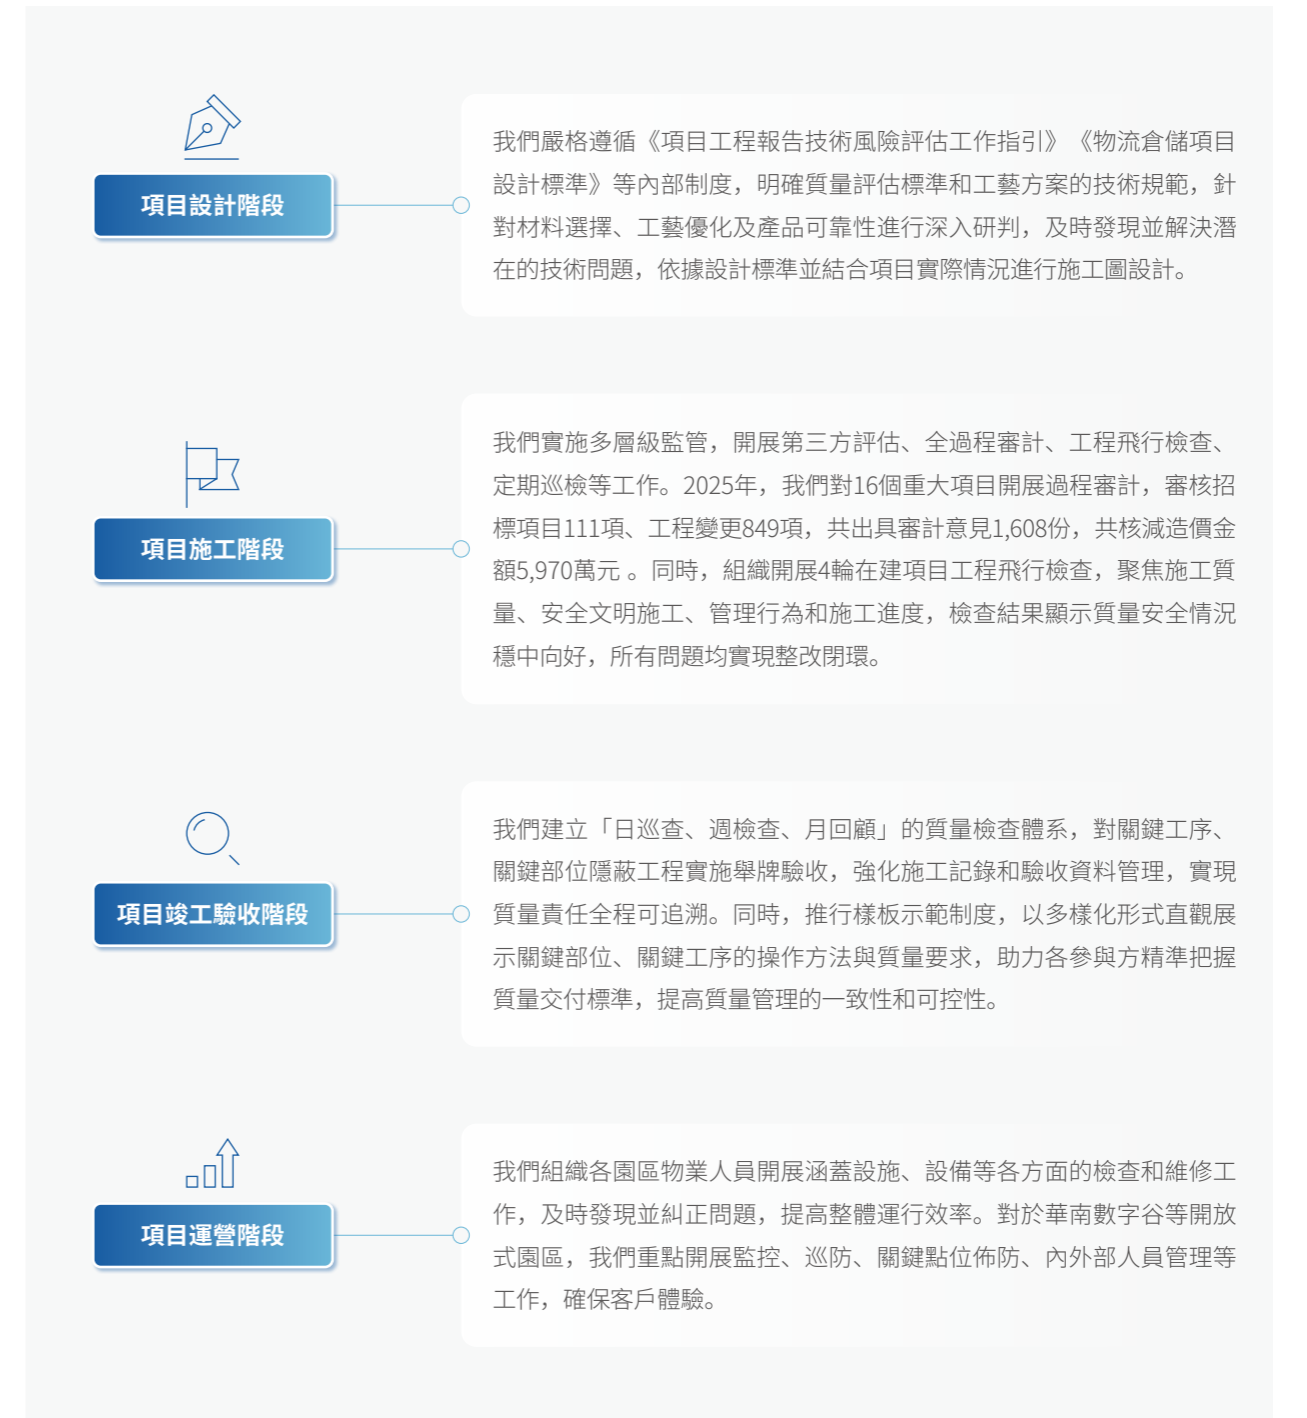 項目設計階段
我們嚴格遵循《項目工程報告技術風險評估工作指引》《物流倉儲項目
設計標準》等內部制度，明確質量評估標準和工藝方案的技術規範，針
對材料選擇、工藝優化及產品可靠性進行深入研判，及時發現並解決潛
在的技術問題，依據設計標準並結合項目實際情況進行施工圖設計。
項目施工階段
我們實施多層級監管，開展第三方評估、全過程審計、工程飛行檢查、
定期巡檢等工作。2025年，我們對16個重大項目開展過程審計，審核招
標項目111項、工程變更849項，共出具審計意見1,608份，共核減造價金
額5,970萬元 。同時，組織開展4輪在建項目工程飛行檢查，聚焦施工質
量、安全文明施工、管理行為和施工進度，檢查結果顯示質量安全情況
穩中向好，所有問題均實現整改閉環。
項目竣工驗收階段
我們建立「日巡查、週檢查、月回顧」的質量檢查體系，對關鍵工序、
關鍵部位隱蔽工程實施舉牌驗收，強化施工記錄和驗收資料管理，實現
質量責任全程可追溯。同時，推行樣板示範制度，以多樣化形式直觀展
示關鍵部位、關鍵工序的操作方法與質量要求，助力各參與方精準把握
質量交付標準，提高質量管理的一致性和可控性。
項目運營階段
我們組織各園區物業人員開展涵蓋設施、設備等各方面的檢查和維修工
作，及時發現並糾正問題，提高整體運行效率。對於華南數字谷等開放
式園區，我們重點開展監控、巡防、關鍵點位佈防、內外部人員管理等
工作，確保客戶體驗。